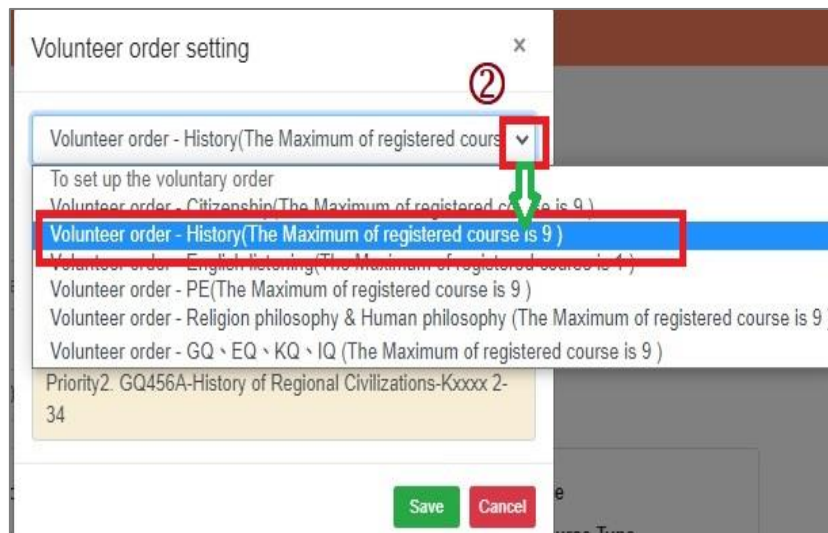 Volunteer order setting ×
②
Volunteer order - History(The Maximum of registered cours
To set up the voluntary order
Volunteer order - Citizenship(The Maximum of registered course is 9 )
Volunteer order - History(The Maximum of registered course is 9 )
Volunteer order - English listening(The Maximum of registered course is 1 )
Volunteer order - PE(The Maximum of registered course is 9 )
Volunteer order - Religion philosophy & Human philosophy (The Maximum of registered course is 9 )
Volunteer order - GQ、EQ、KQ、IQ (The Maximum of registered course is 9 )
Priority2. GQ456A-History of Regional Civilizations-Kxxxx 2-
34
Save Cancel